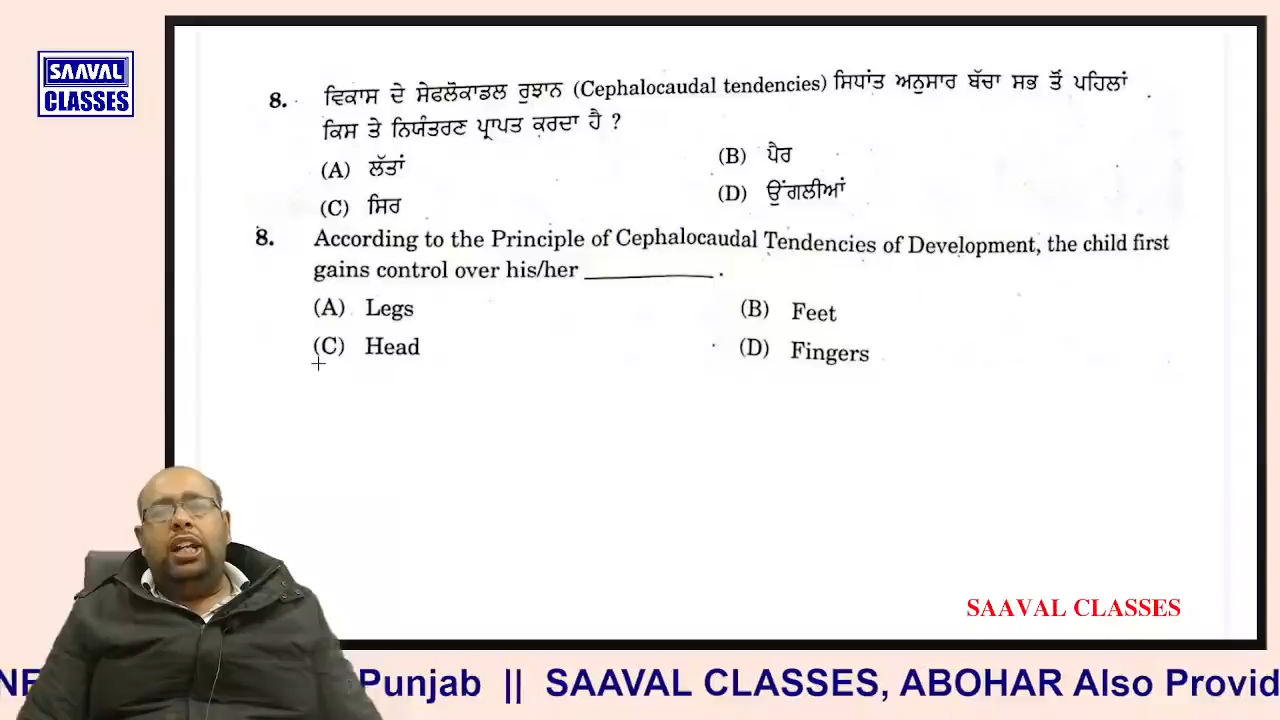 SAAVAL
CLASSES
8. ਵਿਕਾਸ ਦੇ ਸੇਫਲੋਕਾਡਲ ਰੁਝਾਨ (Cephalocaudal tendencies) ਸਿਧਾਂਤ ਅਨੁਸਾਰ ਬੱਚਾ ਸਭ ਤੋਂ ਪਹਿਲਾਂ
ਕਿਸ ਤੇ ਨਿਯੰਤਰਣ ਪ੍ਰਾਪਤ ਕਰਦਾ ਹੈ ?
(A) ਲੱਤਾਂ (B) ਪੈਰ
(C) ਸਿਰ (D) ਉਂਗਲੀਆਂ
8. According to the Principle of Cephalocaudal Tendencies of Development, the child first
gains control over his/her __________ .
(A) Legs (B) Feet
(C) Head (D) Fingers
SAAVAL CLASSES
Punjab || SAAVAL CLASSES, ABOHAR Also Provid